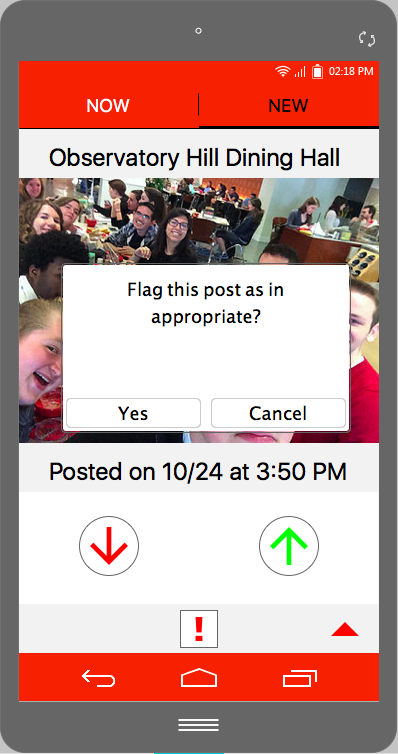 02:18 PM
NOW NEW
Observatory Hill Dining Hall
Flag this post as in
appropriate?
Yes Cancel
Posted on 10/24 at 3:50 PM
!